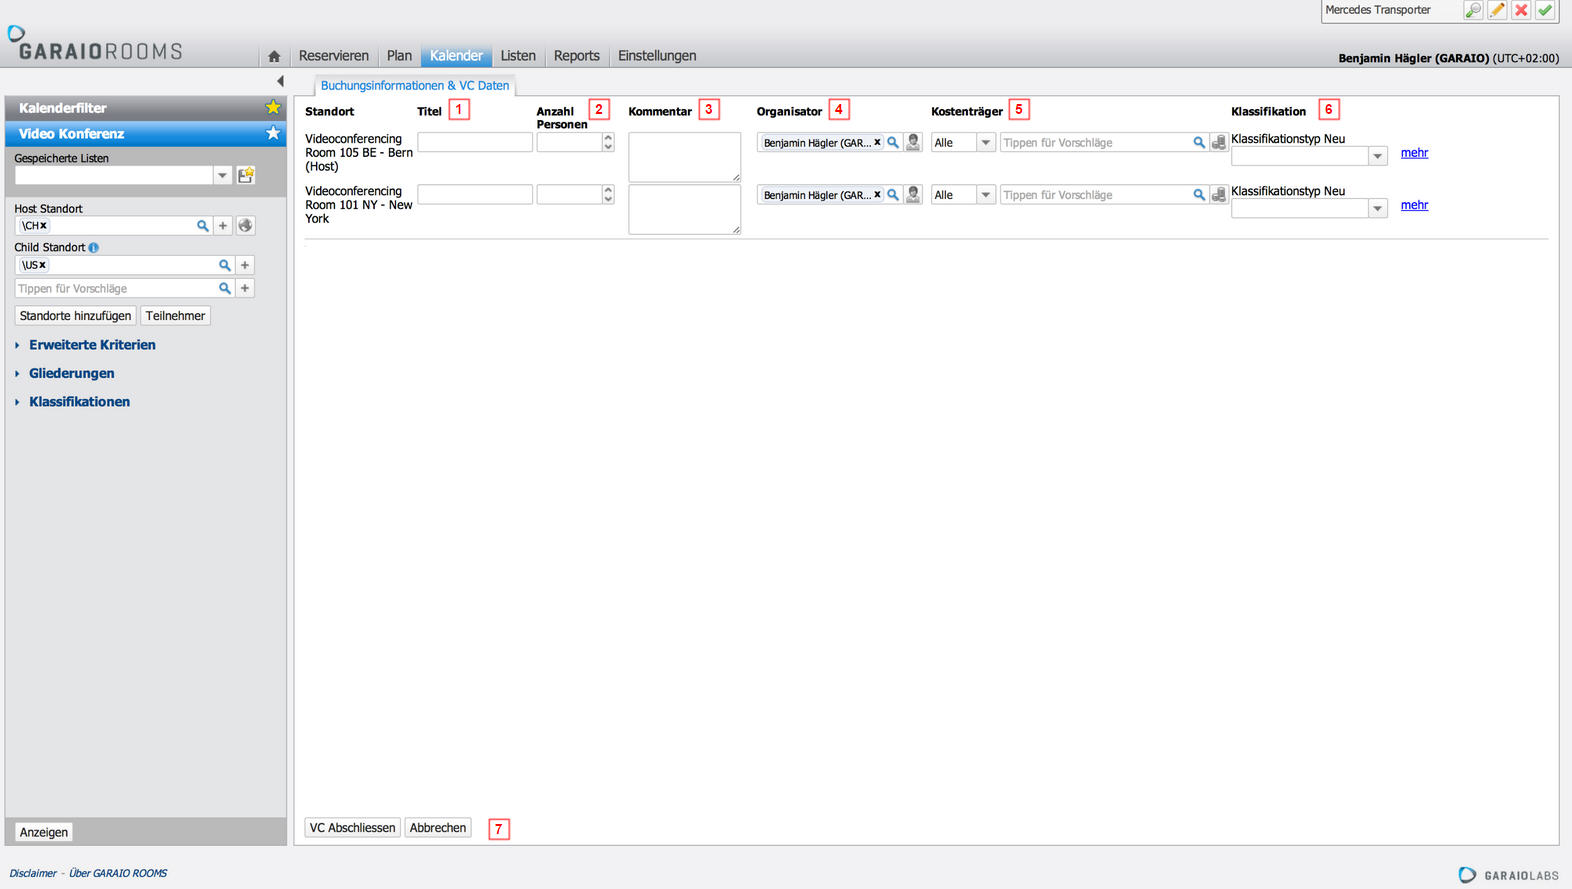 Mercedes Transporter
GARAIOROOMS
Reservieren Plan Kalender Listen Reports Einstellungen
Benjamin Hägler (GARAIO) (UTC+02:00)
Kalenderfilter
Video Konferenz
Gespeicherte Listen
Host Standort
\CH x
Child Standort i
\US x
Tippen für Vorschläge
Standorte hinzufügen Teilnehmer
Erweiterte Kriterien
Gliederungen
Klassifikationen
Anzeigen
Buchungsinformationen & VC Daten
Standort Titel 1 Anzahl Personen 2 Kommentar 3 Organisator 4 Kostenträger 5 Klassifikation 6
Videoconferencing
Room 105 BE - Bern
(Host)
Benjamin Hägler (GAR... x Alle Tippen für Vorschläge Klassifikationstyp Neu mehr
Videoconferencing
Room 101 NY - New
York
Benjamin Hägler (GAR... x Alle Tippen für Vorschläge Klassifikationstyp Neu mehr
VC Abschliessen Abbrechen 7
Disclaimer - Über GARAIO ROOMS
GARAIOLABS